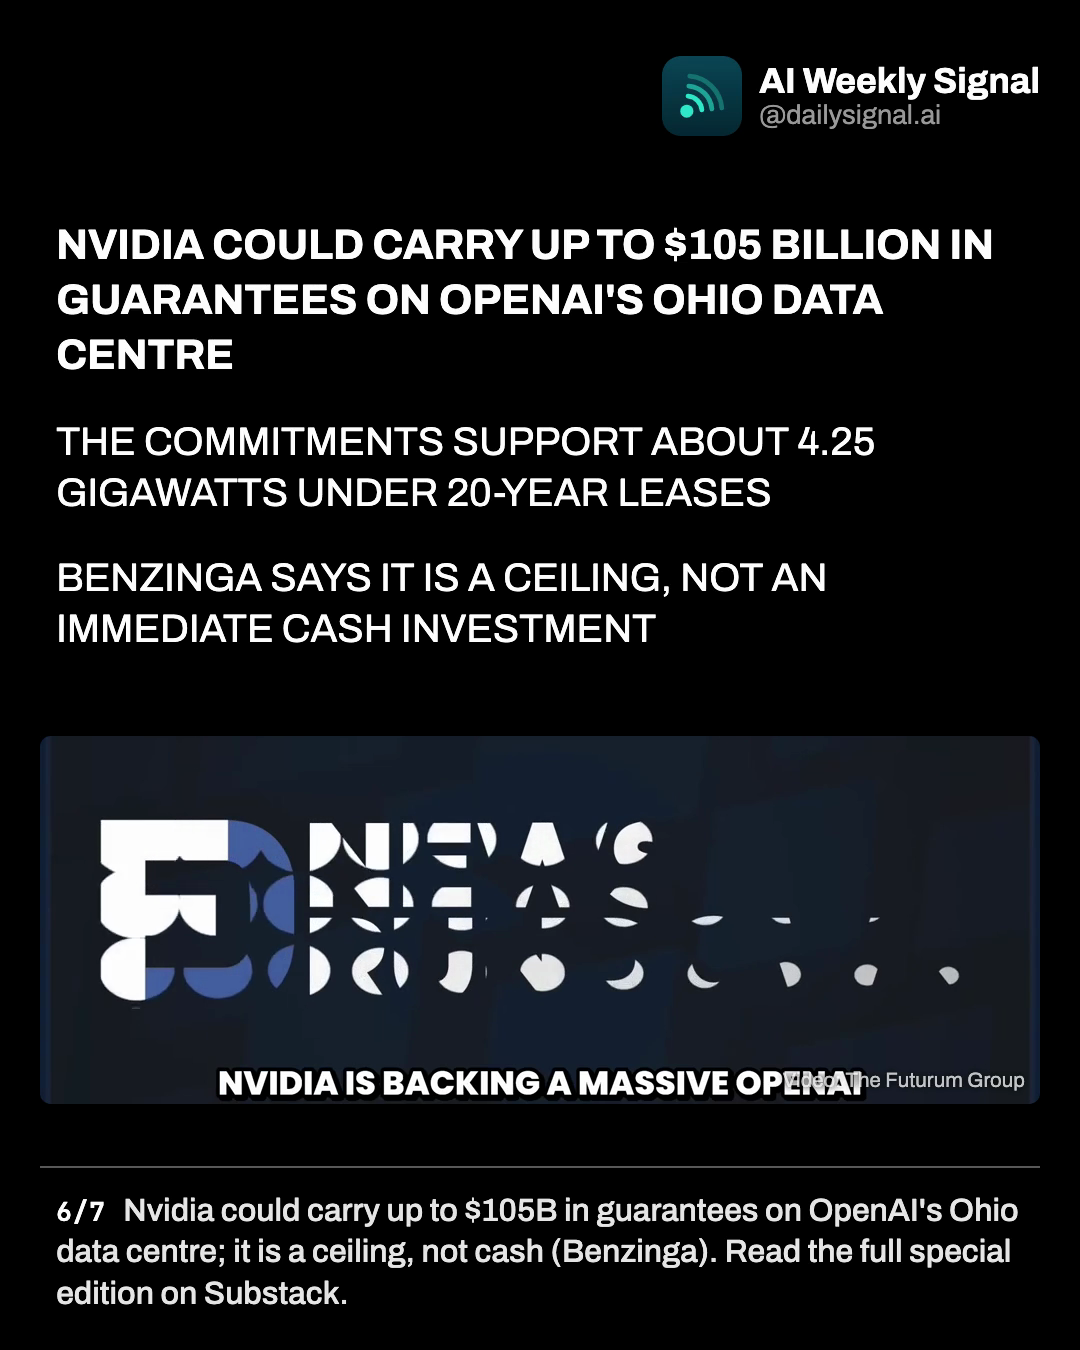 AI Weekly Signal
@dailysignal.ai
NVIDIA COULD CARRY UP TO $105 BILLION IN
GUARANTEES ON OPENAI'S OHIO DATA
CENTRE
THE COMMITMENTS SUPPORT ABOUT 4.25
GIGAWATTS UNDER 20-YEAR LEASES
BENZINGA SAYS IT IS A CEILING, NOT AN
IMMEDIATE CASH INVESTMENT
NVIDIA IS BACKING A MASSIVE OPENAI
Video: The Futurum Group
6/7 Nvidia could carry up to $105B in guarantees on OpenAI's Ohio
data centre; it is a ceiling, not cash (Benzinga). Read the full special
edition on Substack.